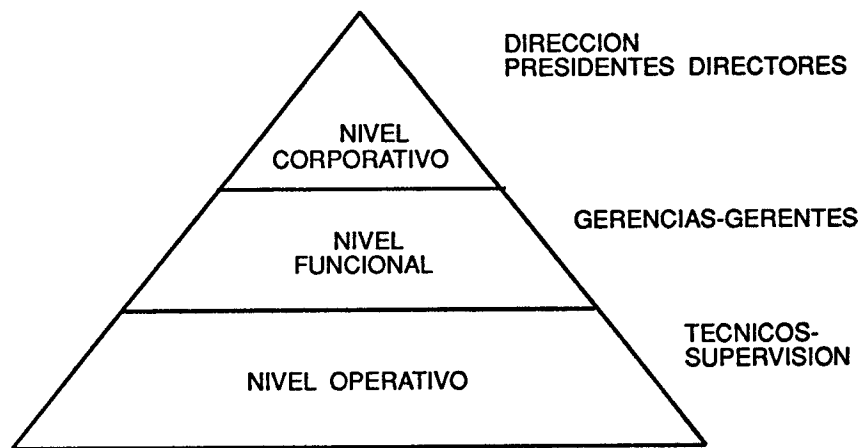 DIRECCION
PRESIDENTES DIRECTORES
NIVEL
CORPORATIVO
GERENCIAS-GERENTES
NIVEL
FUNCIONAL
TECNICOS-
SUPERVISION
NIVEL OPERATIVO